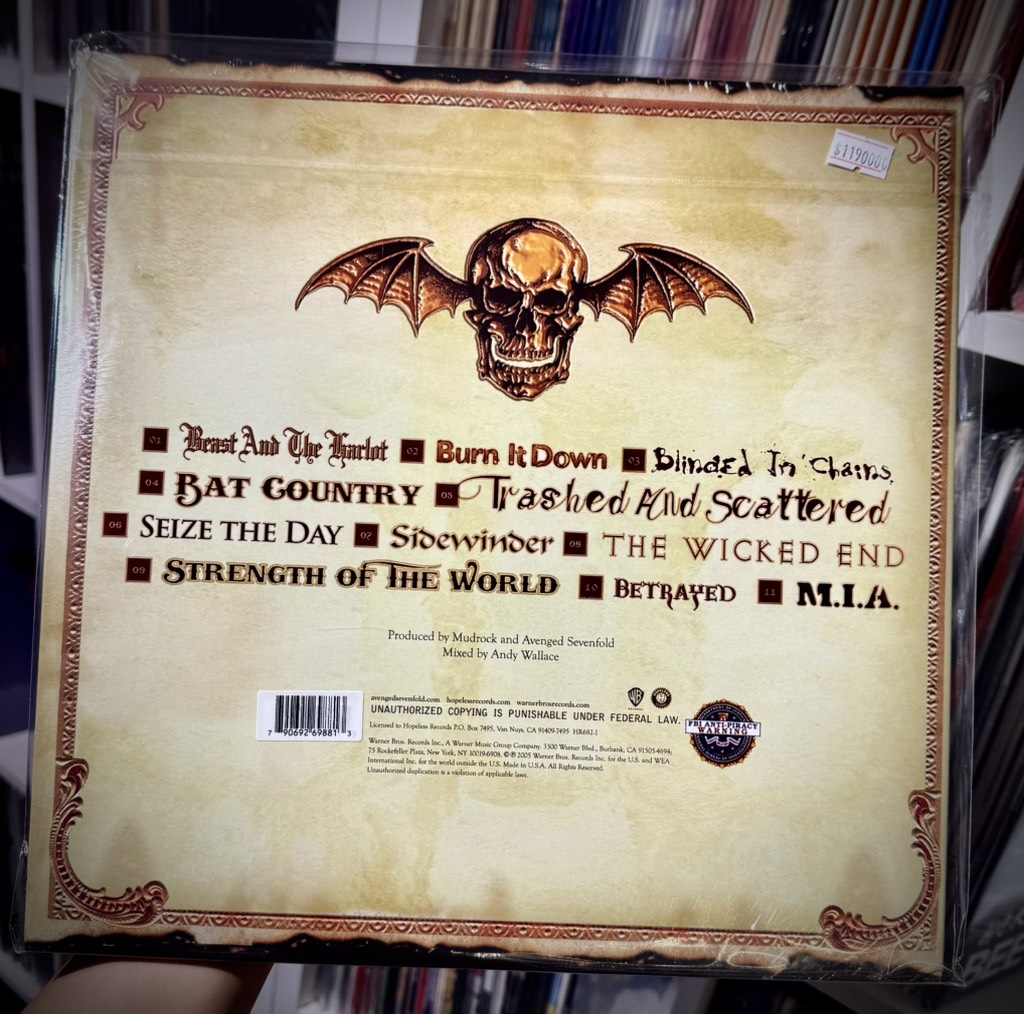 $1190000
01 Beast And The Harlot 02 Burn It Down 03 Blinded In Chains
04 BAT COUNTRY 05 Trashed And Scattered
06 SEIZE THE DAY 07 Sidewinder 08 THE WICKED END
09 STRENGTH OF THE WORLD 10 BETRAYED 11 M.I.A.
Produced by Mudrock and Avenged Sevenfold
Mixed by Andy Wallace
avengedsevenfold.com hopelessrecords.com warnerbrosrecords.com
UNAUTHORIZED COPYING IS PUNISHABLE UNDER FEDERAL LAW.
Licensed to Hopeless Records P.O. Box 7495, Van Nuys, CA 91409-7495 HR682-1
Warner Bros. Records Inc., A Warner Music Group Company. 3300 Warner Blvd., Burbank, CA 91505-4694;
75 Rockefeller Plaza, New York, NY 10019-6908. ©℗ 2005 Warner Bros. Records Inc. for the U.S. and WEA
International Inc. for the world outside the U.S. Made in U.S.A. All Rights Reserved.
Unauthorized duplication is a violation of applicable laws.
7 90692 69881 3
WB
FBI ANTI-PIRACY
WARNING
BEE